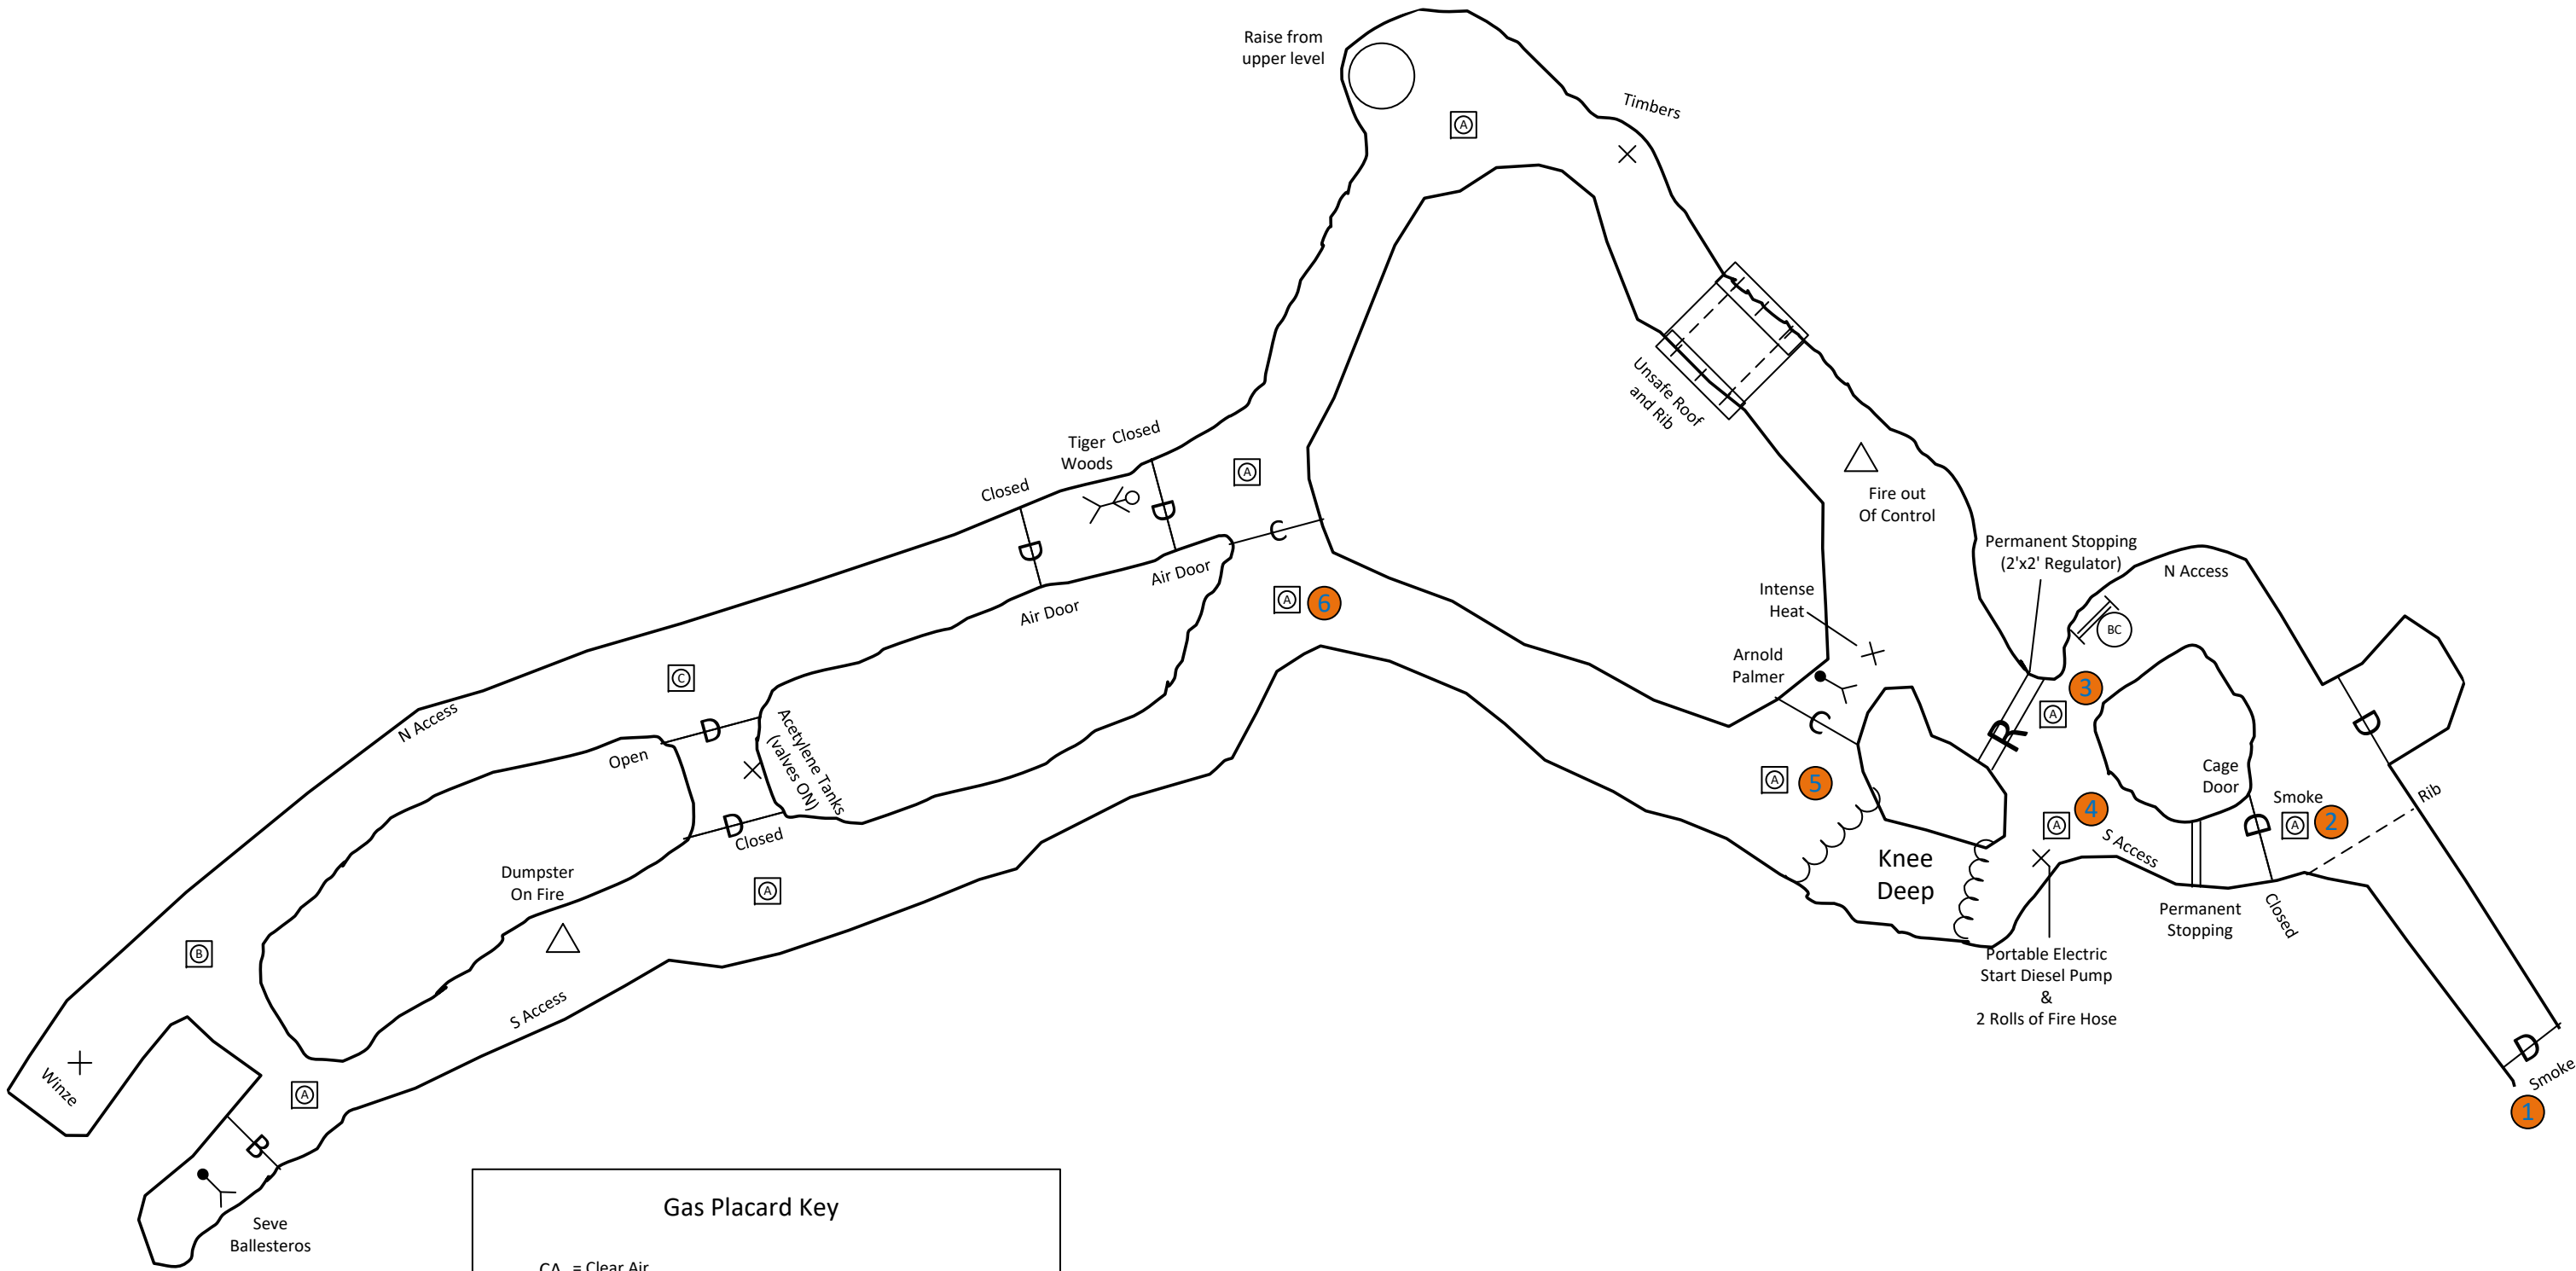 Raise from
upper level
A
Timbers
Unsafe Roof
and Rib
Fire out
Of Control
Closed
Tiger
Woods
Closed
A
D
D
C
Air Door
Air Door
A
6
Permanent Stopping
(2'x2' Regulator)
N Access
Intense
Heat
BC
Arnold
Palmer
C
R
3
A
D
C
N Access
D
Open
Acetylene Tanks
(valves ON)
D
Closed
A
5
Cage
Door
Smoke
A
2
Rib
A
4
S Access
D
Knee
Deep
Dumpster
On Fire
A
Permanent
Stopping
Closed
B
S Access
Portable Electric
Start Diesel Pump
&
2 Rolls of Fire Hose
Winze
A
D
Smoke
1
B
Seve
Ballesteros
Gas Placard Key
CA = Clear Air